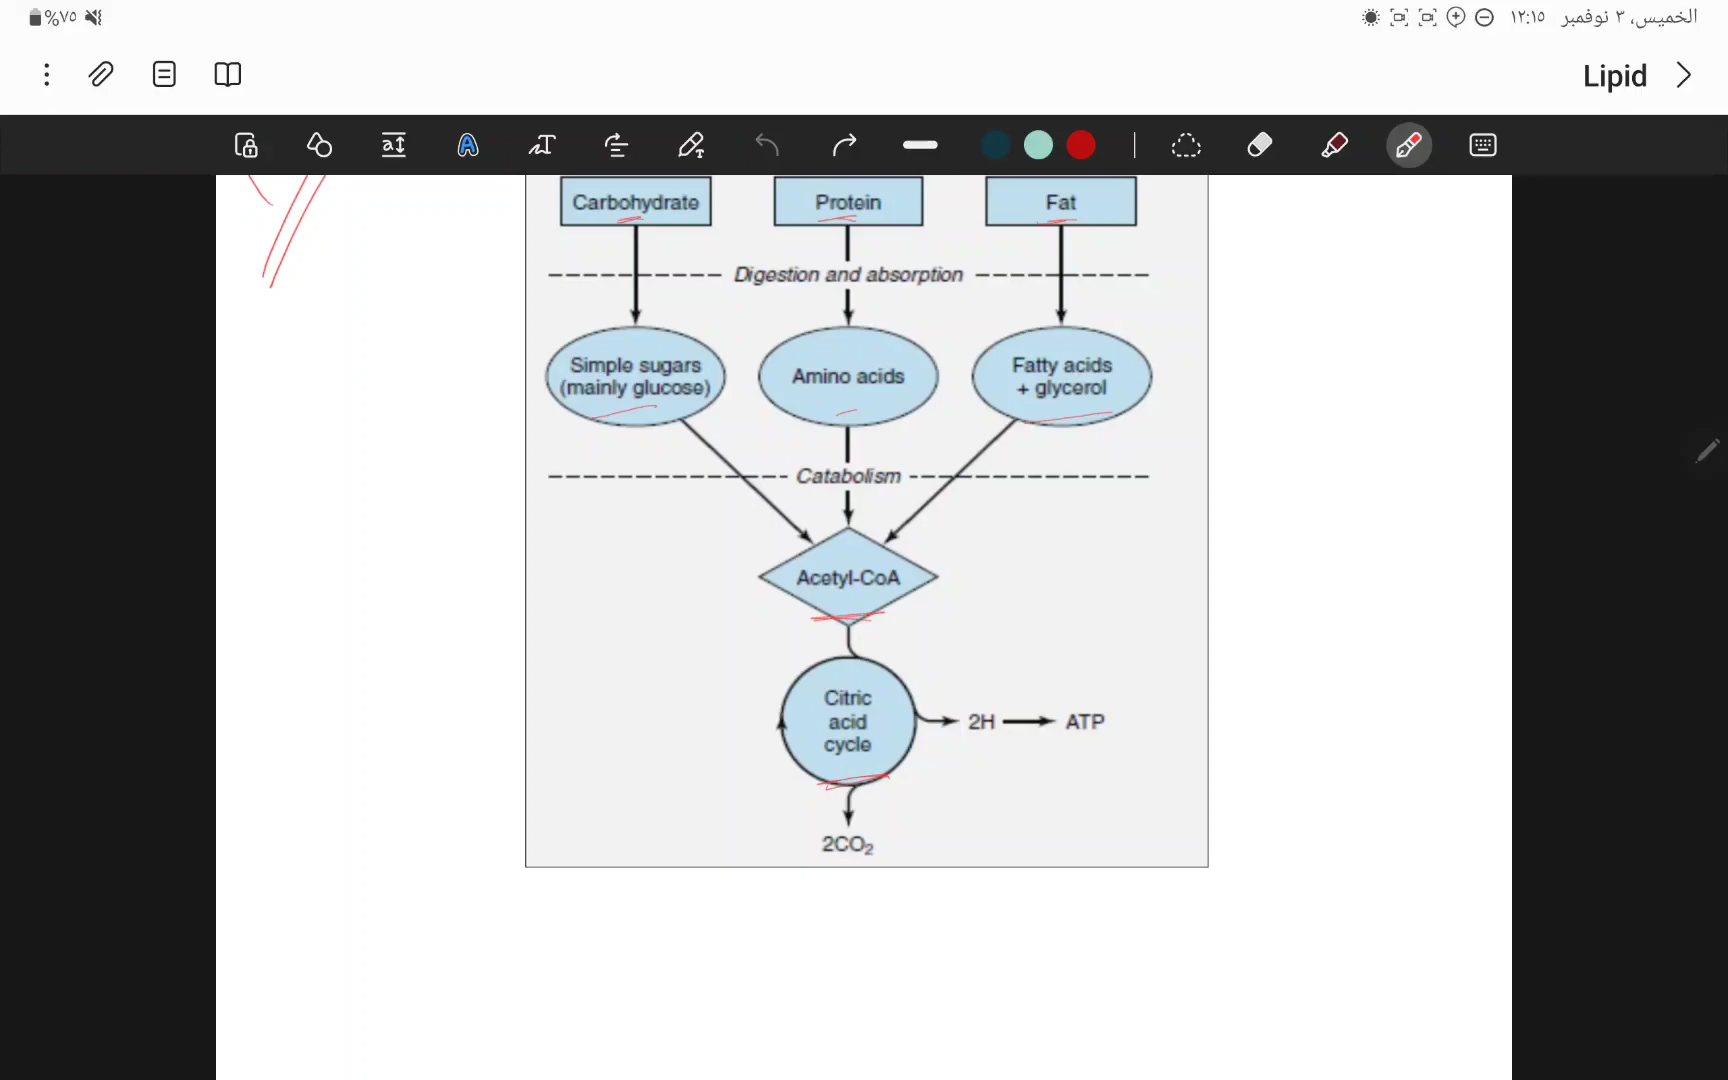 %٧٥
الخميس، ٣ نوفمبر ١٢:١٥
Lipid
Carbohydrate
Protein
Fat
Digestion and absorption
Simple sugars
(mainly glucose)
Amino acids
Fatty acids
+ glycerol
Catabolism
Acetyl-CoA
Citric
acid
cycle
2H
ATP
2CO₂